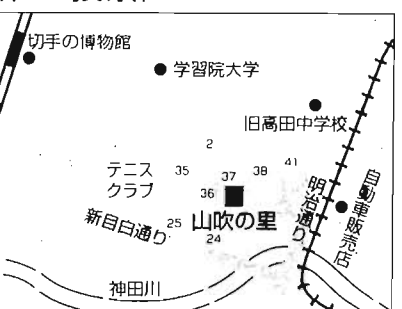 切手の博物館
学習院大学
旧高田中学校
2
テニス
クラブ
35
37
38
41
36
山吹の里
新目白通り
25
24
明治通り
自動車販売店
神田川